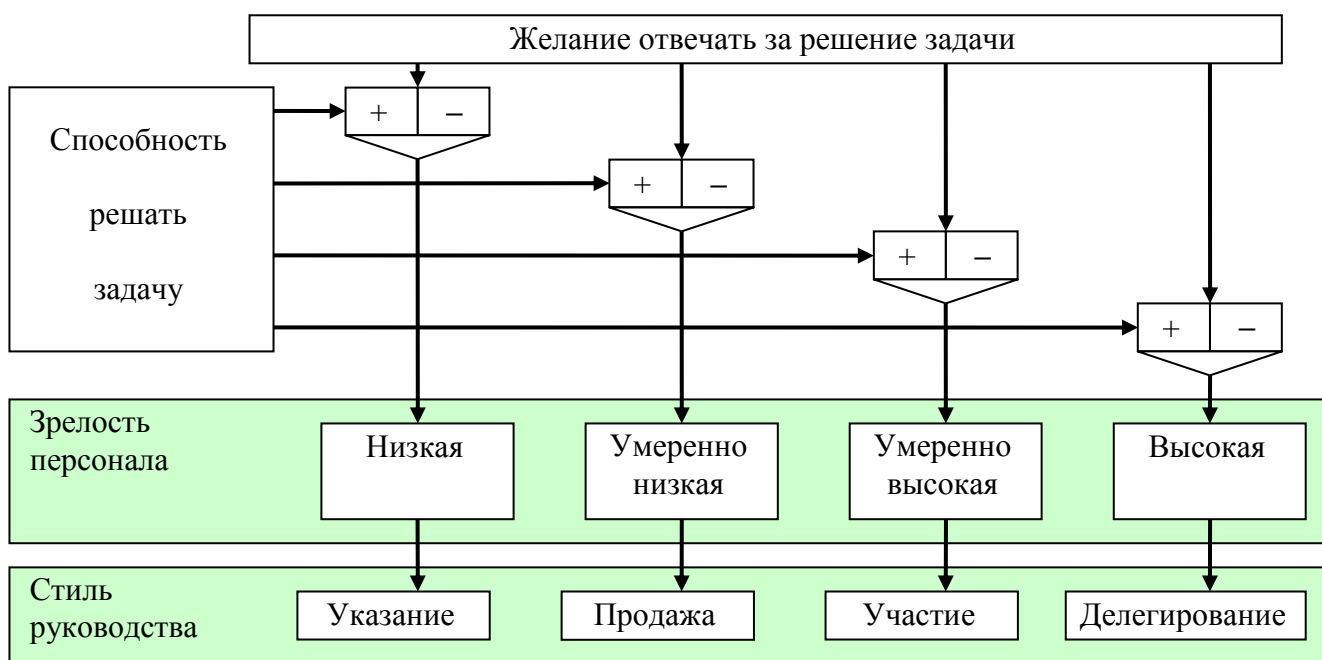 Желание отвечать за решение задачи
+ −
Способность
решать
задачу
+ −
+ −
+ −
Зрелость
персонала
Низкая
Умеренно
низкая
Умеренно
высокая
Высокая
Стиль
руководства
Указание
Продажа
Участие
Делегирование